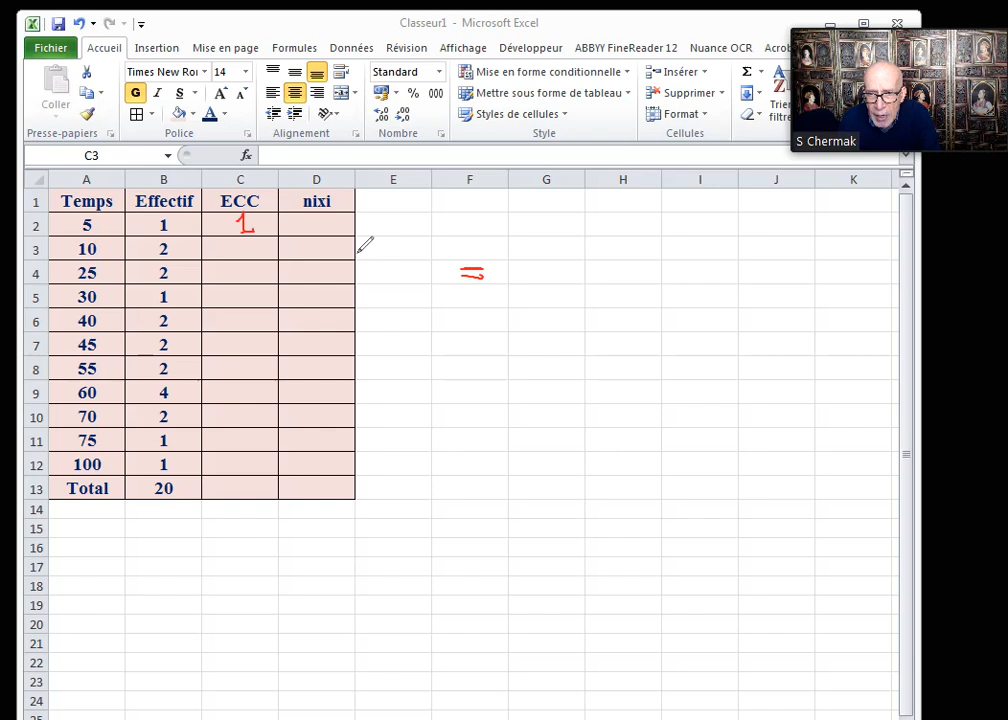 Classeur1 - Microsoft Excel
Fichier Accueil Insertion Mise en page Formules Données Révision Affichage Développeur ABBYY FineReader 12 Nuance OCR Acrob
Times New Ro 14 Standard Mise en forme conditionnelle Insérer Σ
Coller G I S A A % 000 Mettre sous forme de tableau Supprimer Trier
A Styles de cellules Format filtre
Presse-papiers Police Alignement Nombre Style Cellules
S Chermak
C3 fx
A B C D E F G H I J K
1 Temps Effectif ECC nixi
2 5 1 1
3 10 2
4 25 2 =
5 30 1
6 40 2
7 45 2
8 55 2
9 60 4
10 70 2
11 75 1
12 100 1
13 Total 20
14
15
16
17
18
19
20
21
22
23
24